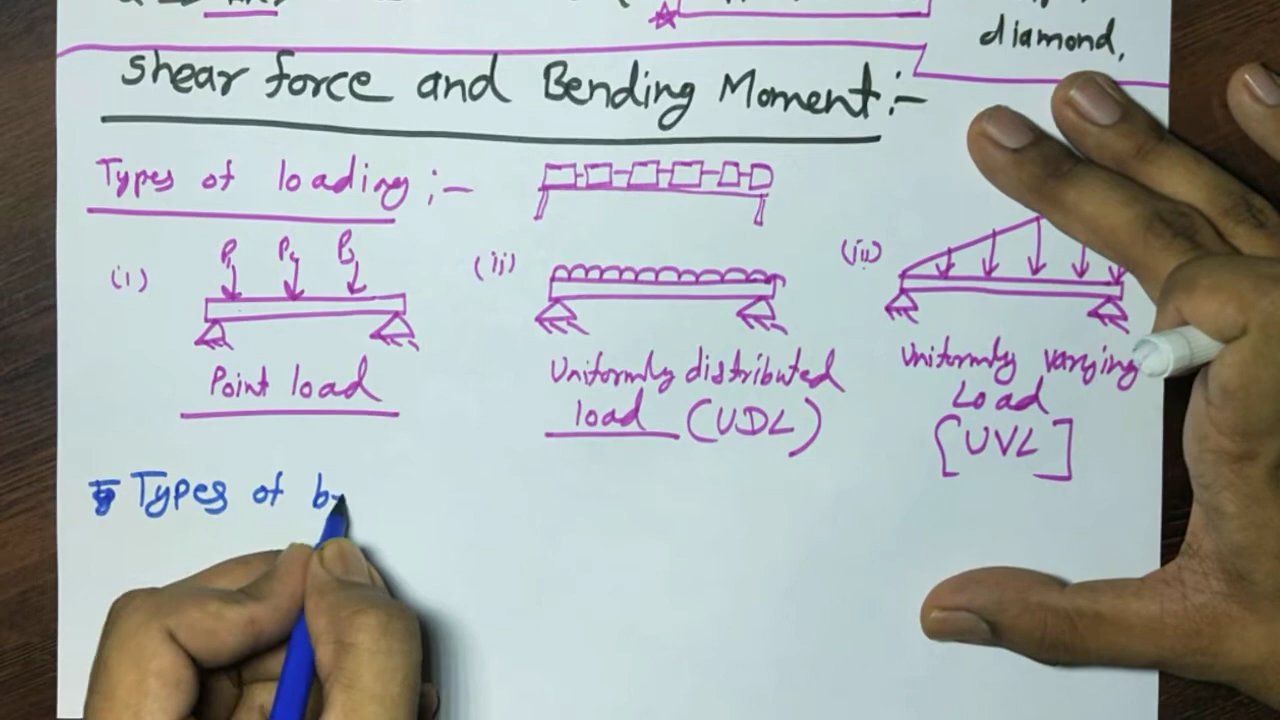 diamond,
Shear force and Bending Moment :-
Types of loading :-
(i) P1 P2 P3
Point load
(ii)
Uniformly distributed
load (UDL)
(iii)
Uniformly varying
Load
[UVL]
Types of b